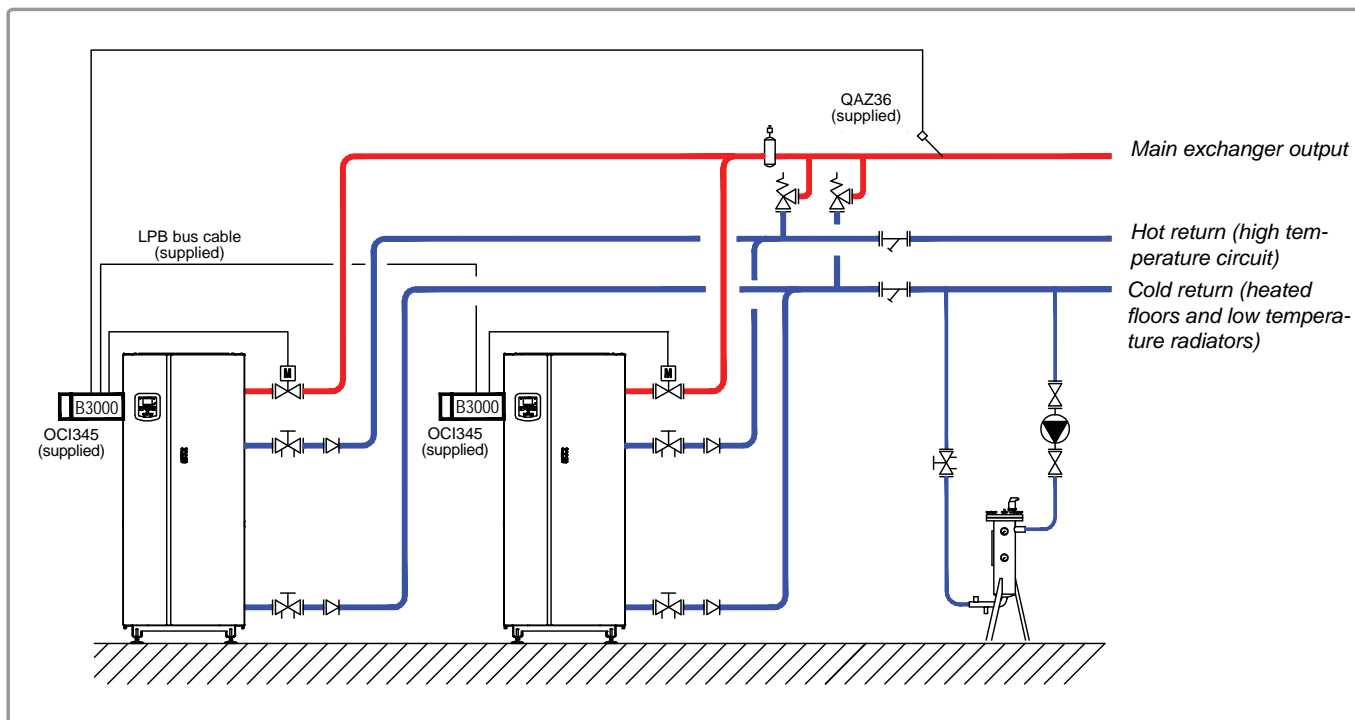 QAZ36
(supplied)
Main exchanger output
LPB bus cable
(supplied)
Hot return (high tem-
perature circuit)
Cold return (heated
floors and low tempera-
ture radiators)
M
M
B3000
B3000
OCI345
(supplied)
OCI345
(supplied)